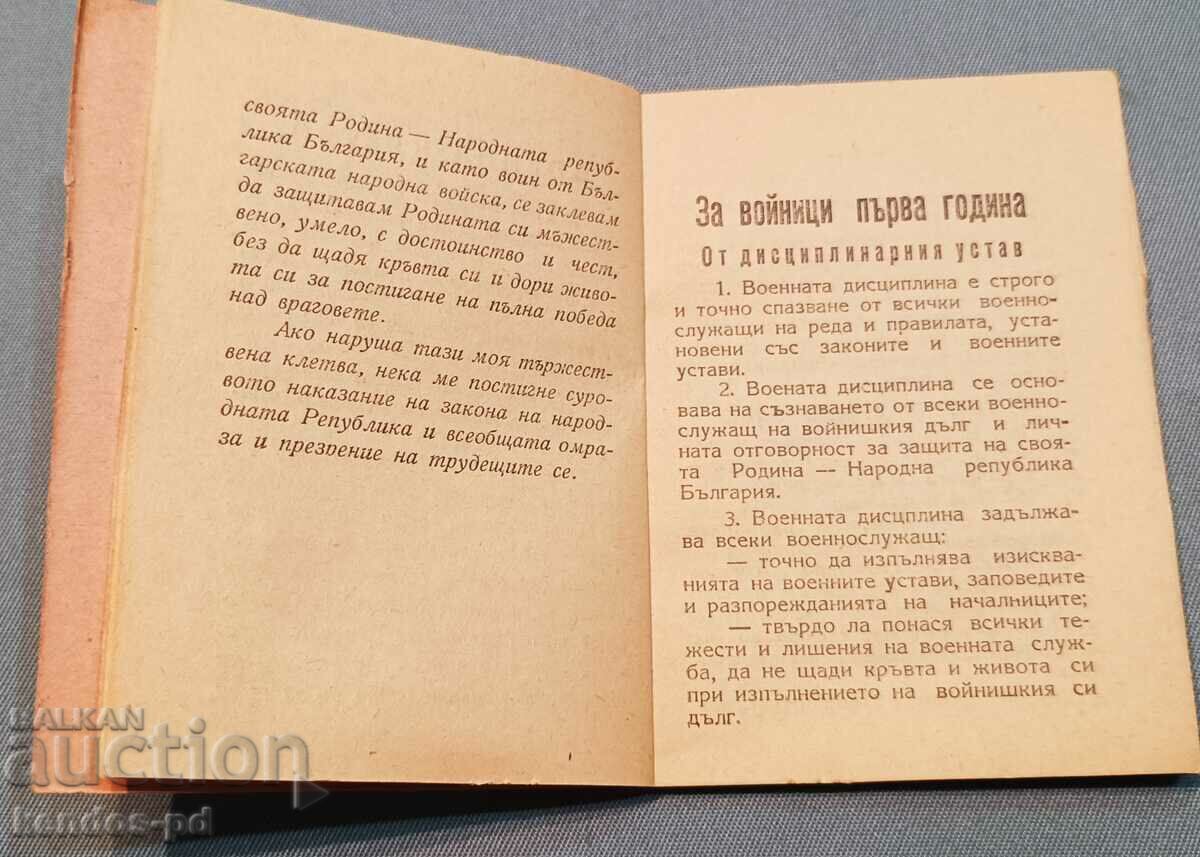 своята Родина — Народната репуб-
лика България, и като воин от Бъл-
гарската народна войска, се заклевам
да защитавам Родината си мъжест-
вено, умело, с достоинство и чест,
без да щадя кръвта си и дори живо-
та си за постигане на пълна победа
над враговете.
Ако наруша тази моя тържест-
вена клетва, нека ме постигне суро-
вото наказание на закона на народ-
дната Република и всеобщата омра-
за и презрение на трудещите се.
За войници първа година
От дисциплинарния устав
1. Военната дисциплина е строго
и точно спазване от всички военно-
служащи на реда и правилата, уста-
новени със законите и военните
устави.
2. Воената дисциплина се осно-
вава на съзнаването от всеки военно-
служащ на войнишкия дълг и лич-
ната отговорност за защита на своя-
та Родина — Народна република
България.
3. Военната дисцплина задължа-
ва всеки военнослужащ:
— точно да изпълнява изисква-
нията на военните устави, заповедите
и разпорежданията на началниците;
— твърдо ла понася всички те-
жести и лишения на военната служ-
ба, да не щади кръвта и живота си
при изпълнението на войнишкия си
дълг.
BALKAN
auction
kendos-pd